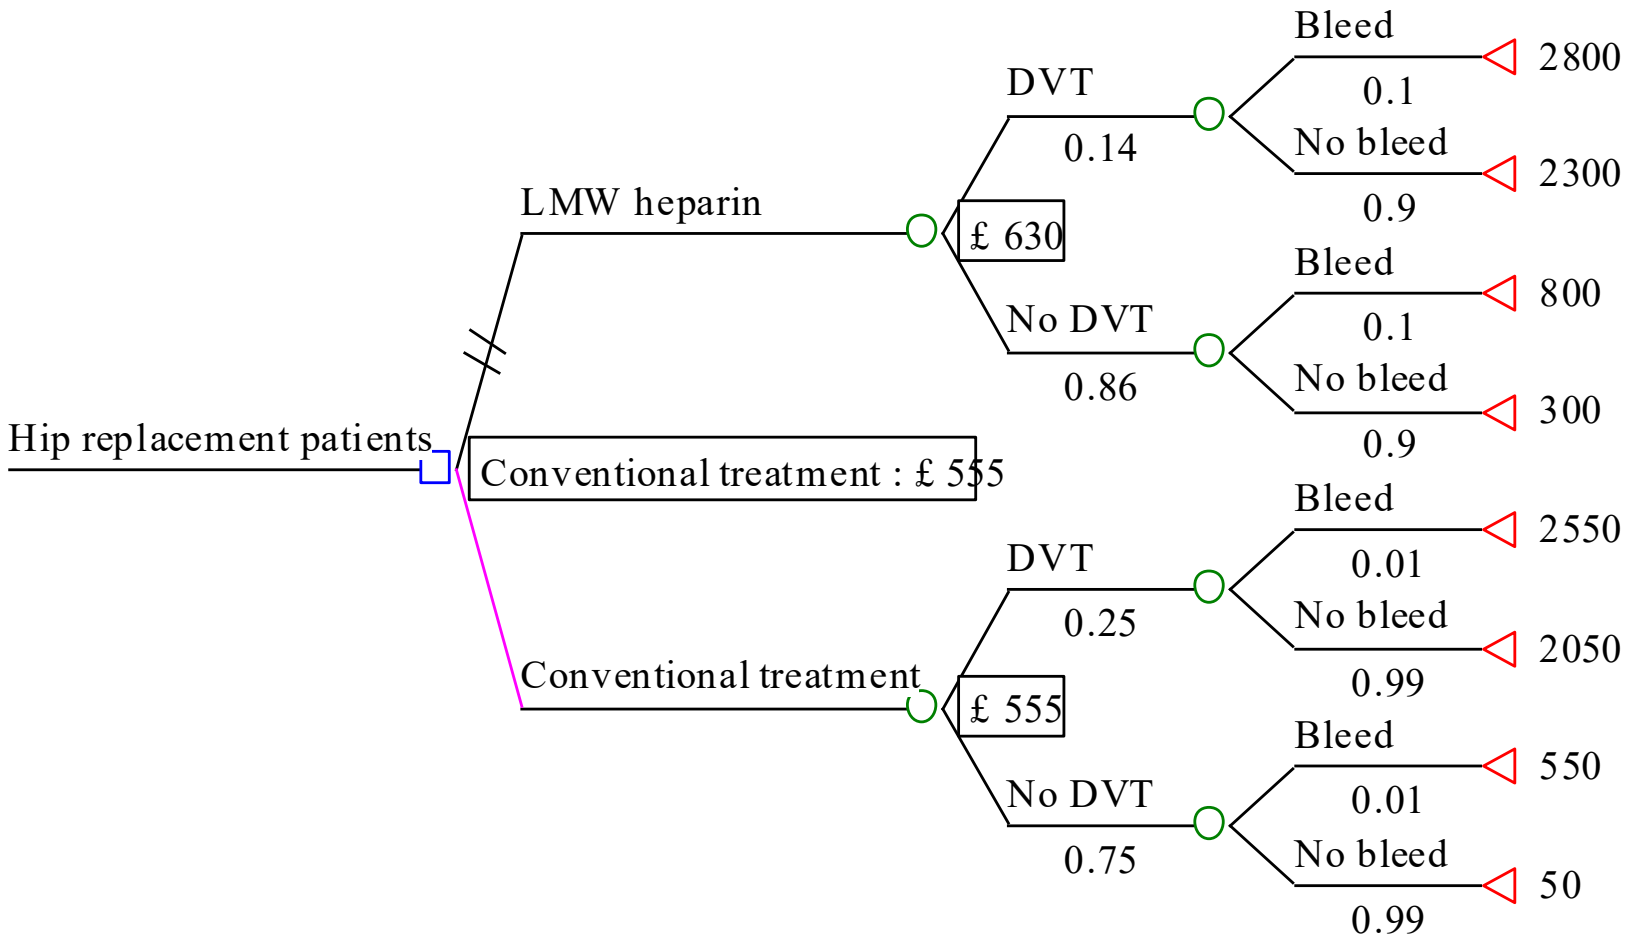 Bleed
2800
0.1
DVT
0.14
No bleed
2300
0.9
LMW heparin
£ 630
Bleed
800
0.1
No DVT
0.86
No bleed
300
0.9
Hip replacement patients
Conventional treatment : £ 555
Bleed
2550
0.01
DVT
0.25
No bleed
2050
0.99
Conventional treatment
£ 555
Bleed
550
0.01
No DVT
0.75
No bleed
50
0.99